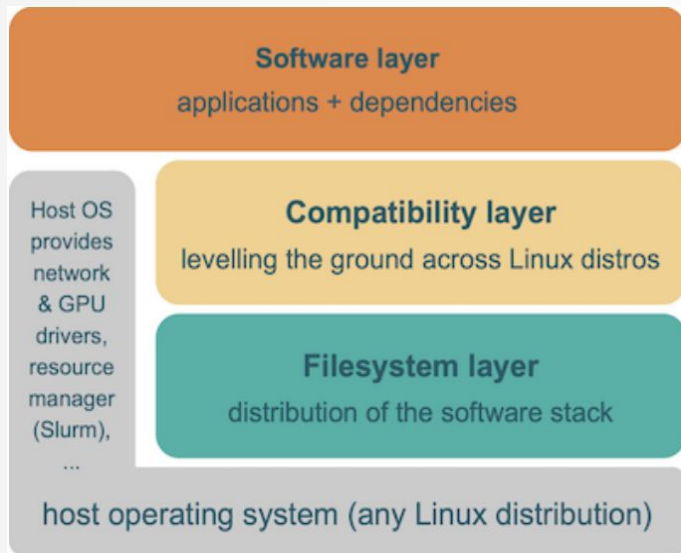 Software layer
applications + dependencies
Host OS
provides
network
& GPU
drivers,
resource
manager
(Slurm),
...
Compatibility layer
levelling the ground across Linux distros
Filesystem layer
distribution of the software stack
host operating system (any Linux distribution)